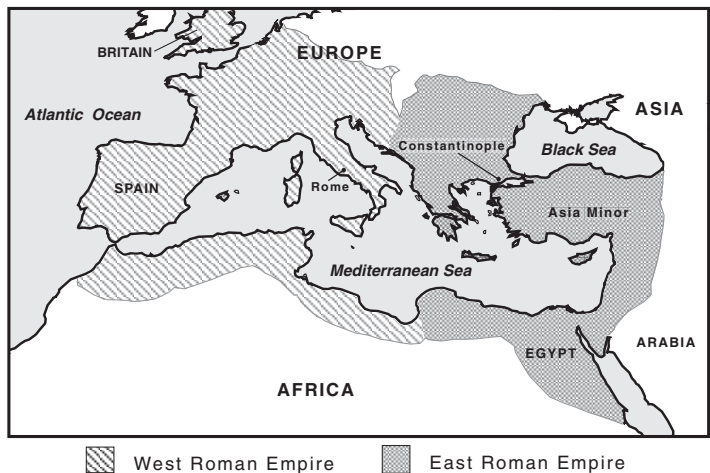 BRITAIN
EUROPE
Atlantic Ocean
ASIA
Constantinople
Black Sea
SPAIN
Rome
Asia Minor
Mediterranean Sea
ARABIA
EGYPT
AFRICA
West Roman Empire
East Roman Empire